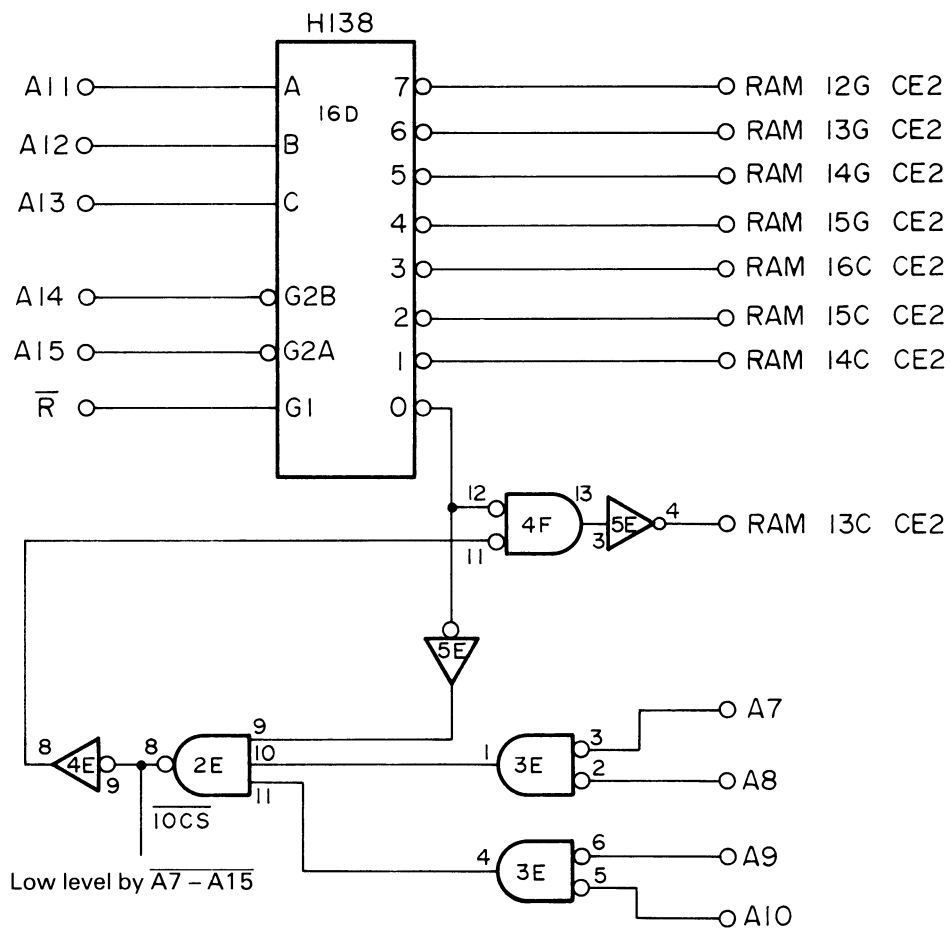 H138
A11 A 7 RAM 12G CE2
16D
A12 B 6 RAM 13G CE2
5 RAM 14G CE2
A13 C 4 RAM 15G CE2
3 RAM 16C CE2
A14 G2B
2 RAM 15C CE2
A15 G2A 1 RAM 14C CE2
R G1 0
12 13
4F 5E 4 RAM 13C CE2
11 3
5E
9 3 A7
8 4E 8 2E 10 1 3E
9 11 2 A8
IOCS
4 3E 6 A9
Low level by A7 – A15
5 A10